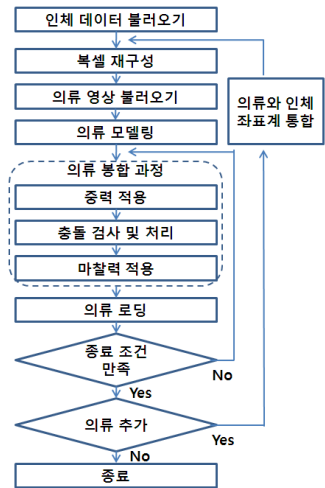 인체 데이터 불러오기
복셀 재구성
의류 영상 불러오기
의류 모델링
의류 봉합 과정
중력 적용
충돌 검사 및 처리
마찰력 적용
의류 로딩
종료 조건
만족
No
Yes
의류 추가
Yes
No
종료
의류와 인체
좌표계 통합